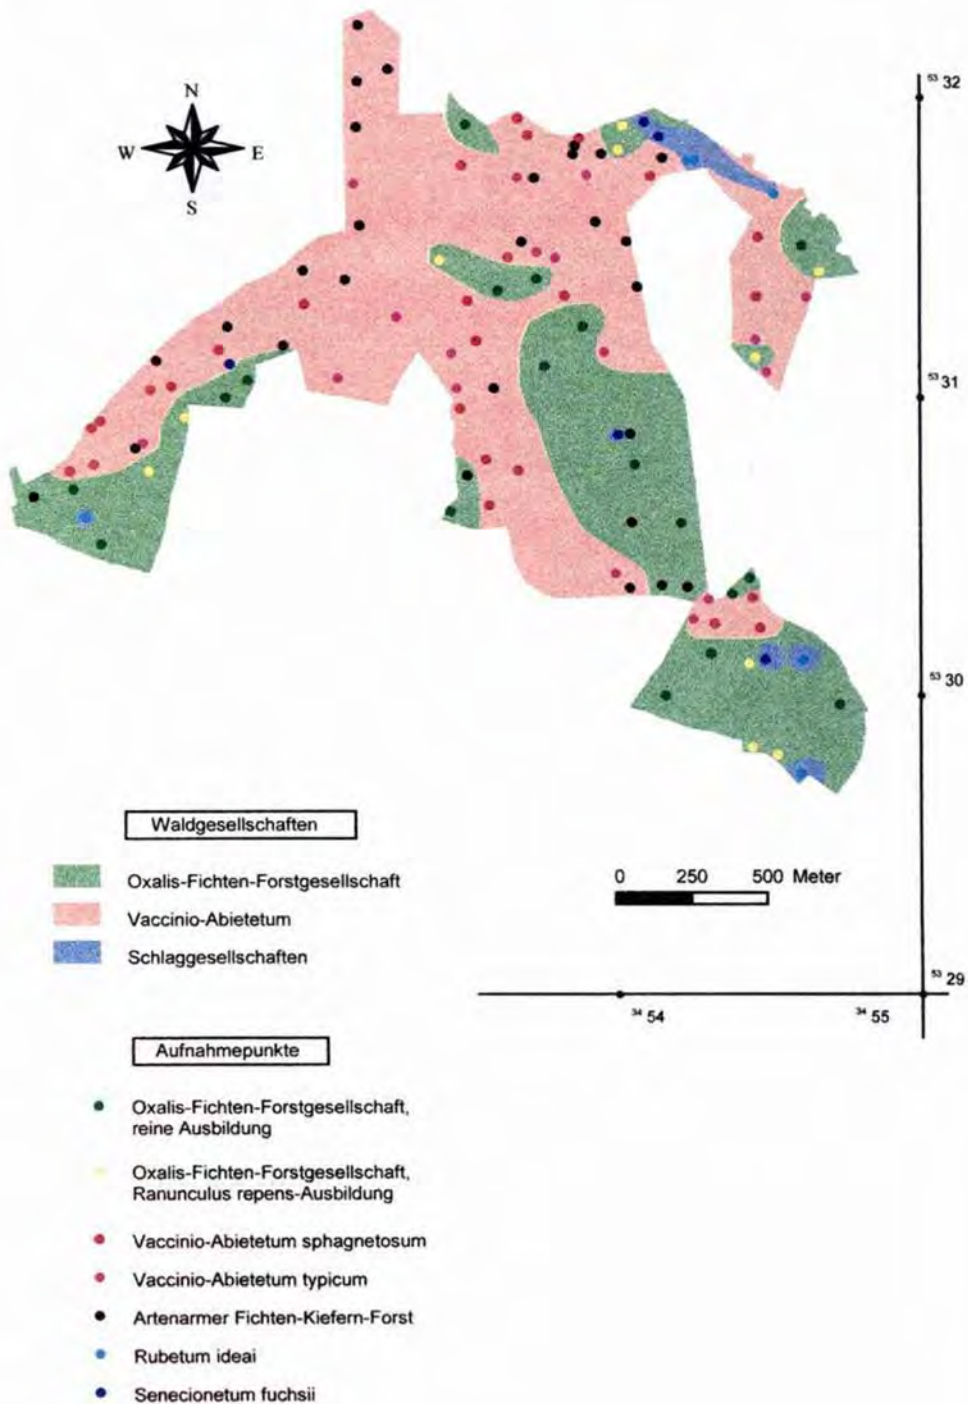 N
W E
S
53 32
53 31
53 30
53 29
34 54
34 55
0 250 500 Meter
Waldgesellschaften
Oxalis-Fichten-Forstgesellschaft
Vaccinio-Abietetum
Schlaggesellschaften
Aufnahmepunkte
Oxalis-Fichten-Forstgesellschaft,
reine Ausbildung
Oxalis-Fichten-Forstgesellschaft,
Ranunculus repens-Ausbildung
Vaccinio-Abietetum sphagnetosum
Vaccinio-Abietetum typicum
Artenarmer Fichten-Kiefern-Forst
Rubetum ideai
Senecionetum fuchsii